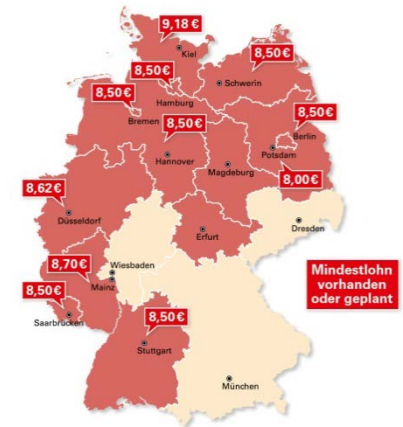 9,18 €
Kiel
8,50 €
8,50 €
Schwerin
8,50 €
Hamburg
8,50 €
Bremen
8,50 €
Berlin
Hannover
Potsdam
Magdeburg
8,00 €
8,62 €
Düsseldorf
Erfurt
Dresden
8,70 €
Wiesbaden
Mainz
Mindestlohn
vorhanden
oder geplant
8,50 €
Saarbrücken
8,50 €
Stuttgart
München